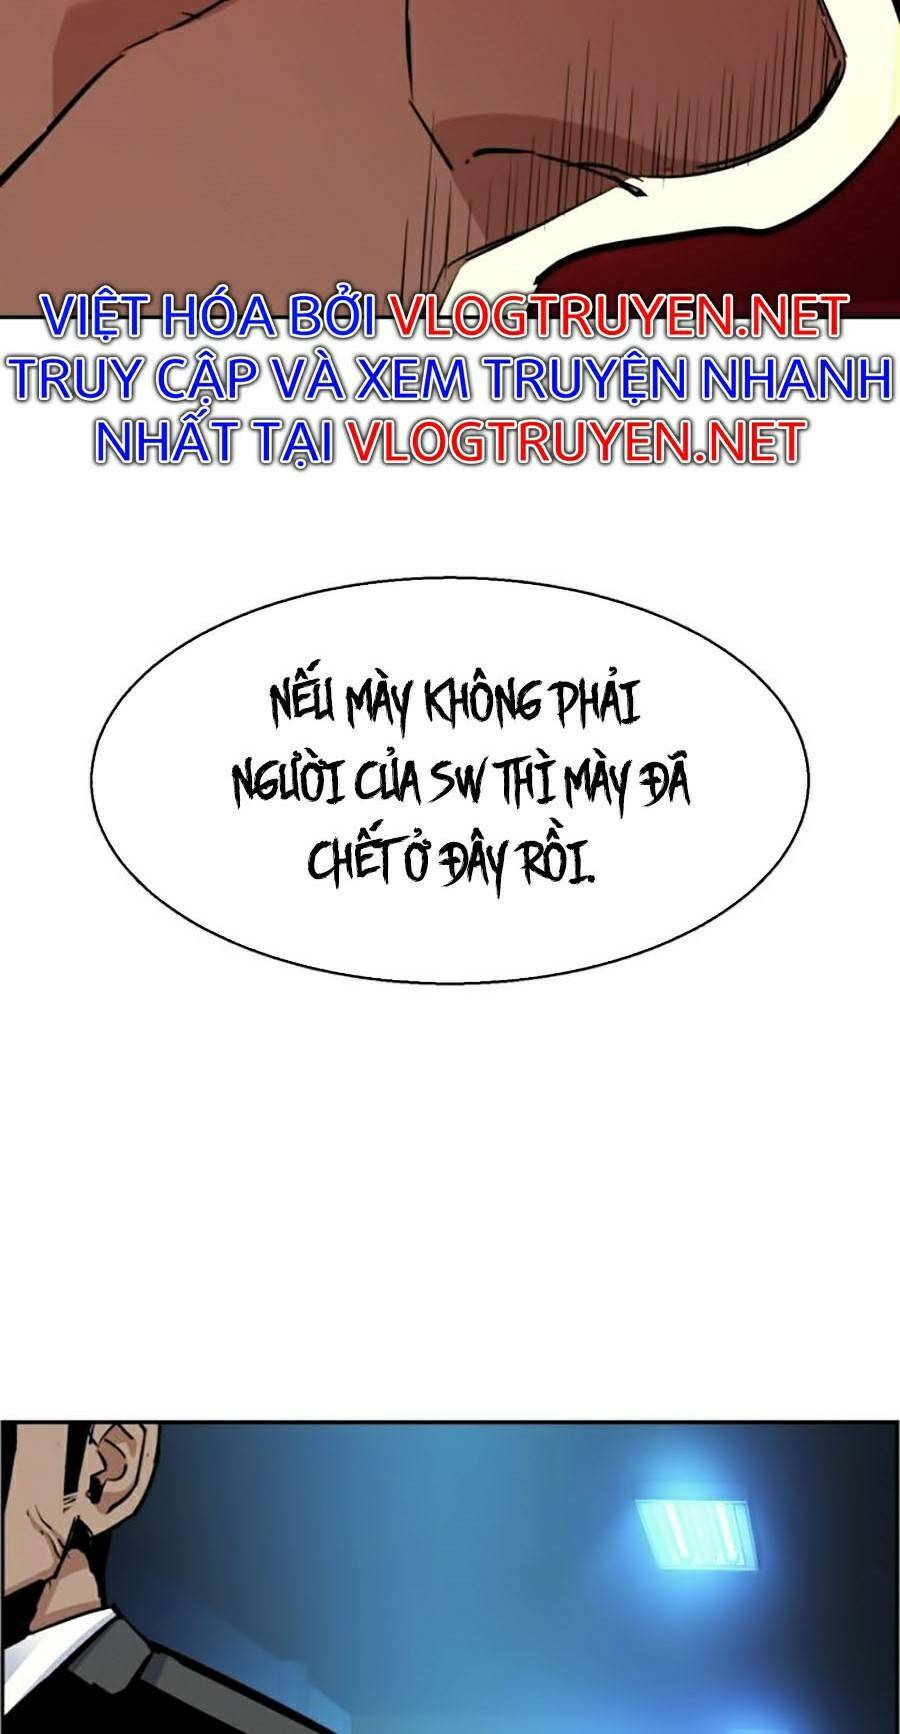 VIỆT HÓA BỞI VLOGTRUYEN.NET
TRUY CẬP VÀ XEM TRUYỆN NHANH
NHẤT TẠI VLOGTRUYEN.NET
NẾU MÀY KHÔNG PHẢI
NGƯỜI CỦA SW THÌ MÀY ĐÃ
CHẾT Ở ĐÂY RỒI.